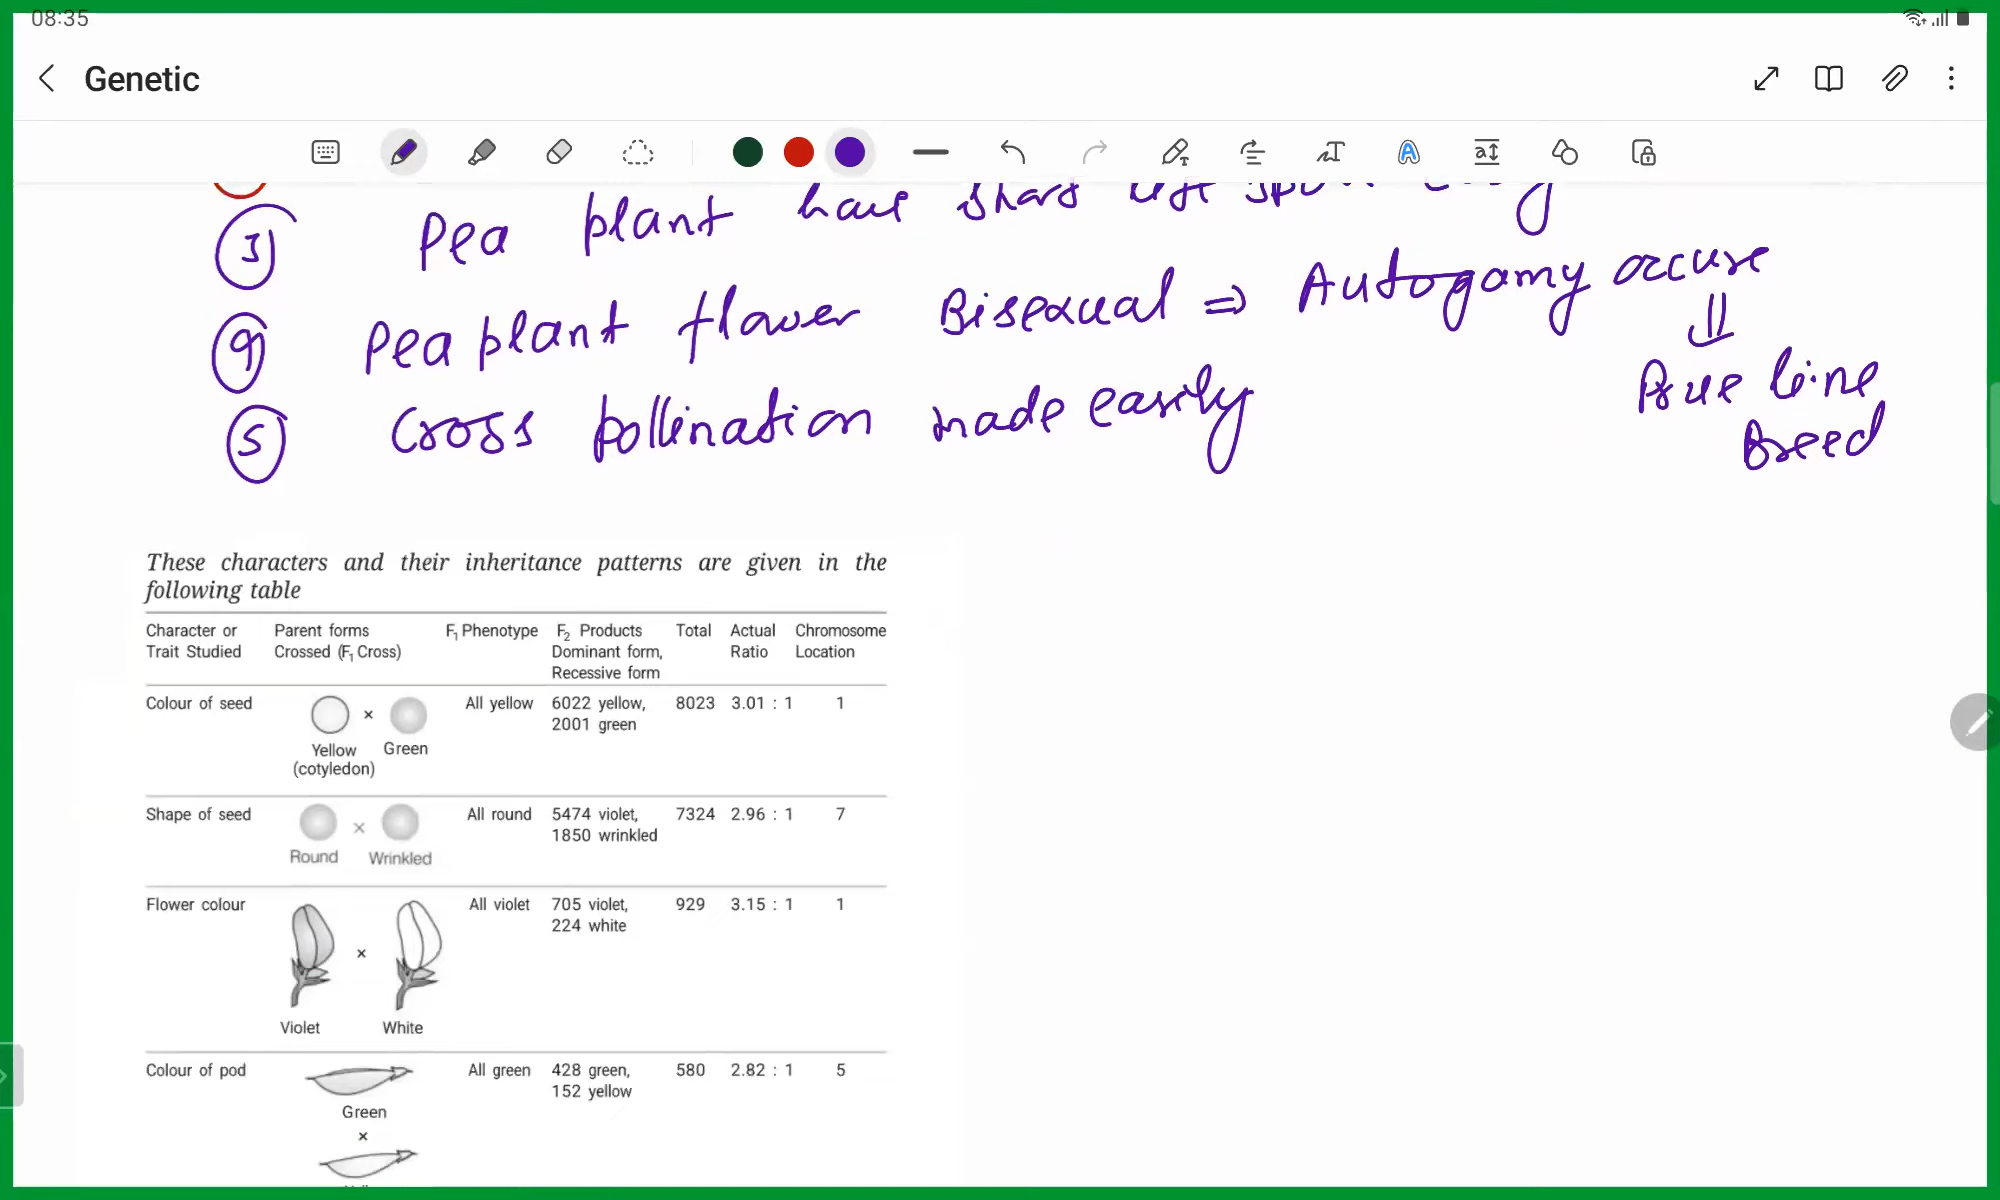 08:35
Genetic
③ Pea plant have short life
④ Pea plant flower Bisexual ⇒ Autogamy occure
⇓
Pure line
Breed
⑤ Cross pollination made easily
These characters and their inheritance patterns are given in the
following table
Character or Trait Studied | Parent forms Crossed (F₁ Cross) | F₁ Phenotype | F₂ Products Dominant form, Recessive form | Total | Actual Ratio | Chromosome Location
Colour of seed | Yellow (cotyledon) × Green | All yellow | 6022 yellow, 2001 green | 8023 | 3.01 : 1 | 1
Shape of seed | Round × Wrinkled | All round | 5474 violet, 1850 wrinkled | 7324 | 2.96 : 1 | 7
Flower colour | Violet × White | All violet | 705 violet, 224 white | 929 | 3.15 : 1 | 1
Colour of pod | Green × | All green | 428 green, 152 yellow | 580 | 2.82 : 1 | 5